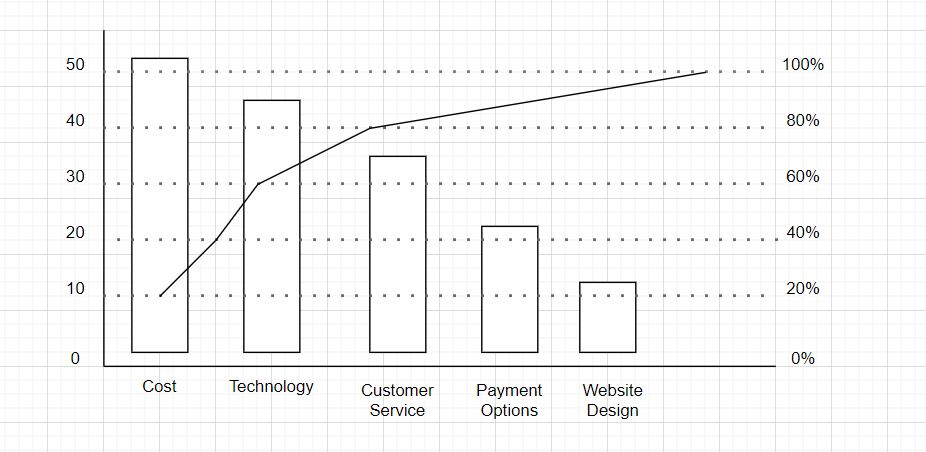 50
100%
40
80%
30
60%
20
40%
10
20%
0
0%
Cost
Technology
Customer
Service
Payment
Options
Website
Design